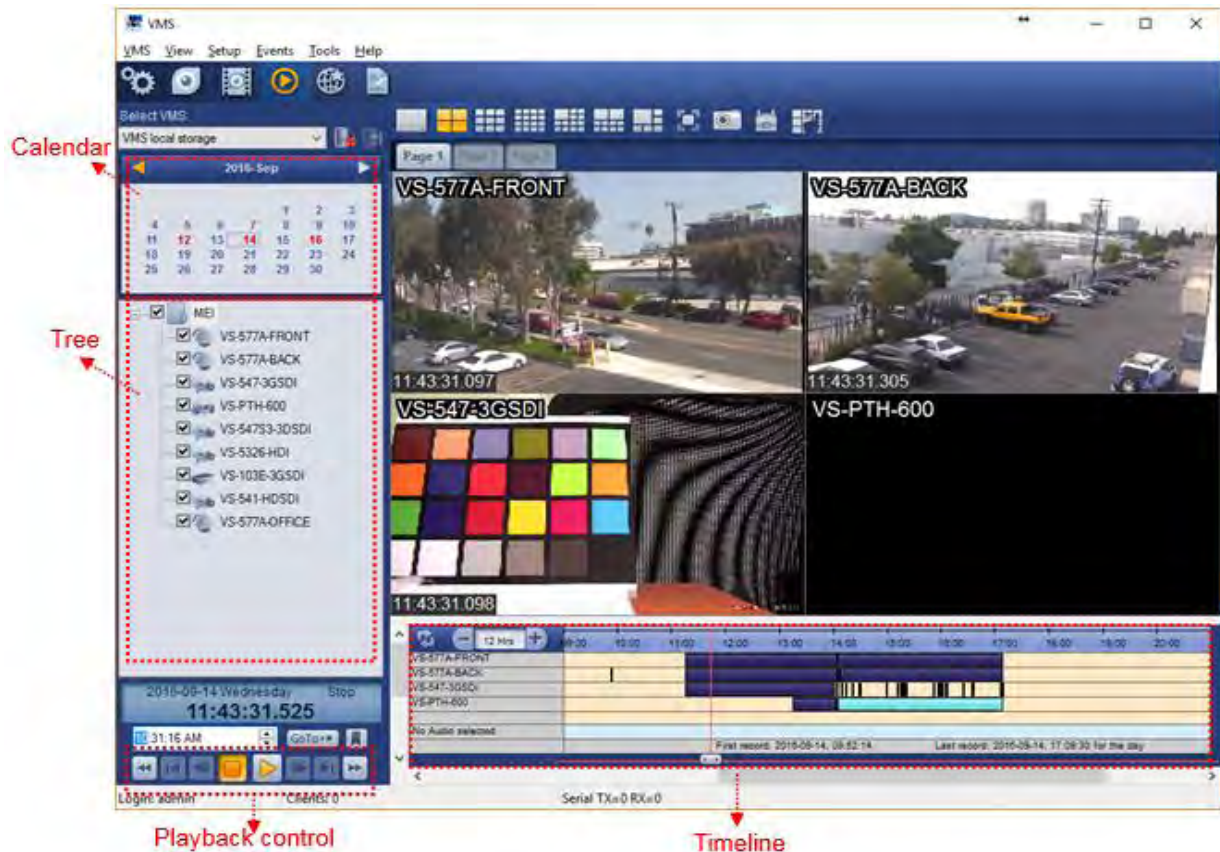 VMS
VMS View Setup Events Tools Help
Select VMS:
VMS local storage
Calendar
2016-Sep
1 2 3
4 5 6 7 8 9 10
11 12 13 14 15 16 17
18 19 20 21 22 23 24
25 26 27 28 29 30
Tree
MEI
VS-577A-FRONT
VS-577A-BACK
VS-547-3GSDI
VS-PTH-600
VS-547S3-3DSDI
VS-5326-HDI
VS-103E-3GSDI
VS-541-HDSDI
VS-577A-OFFICE
2016-09-14 Wednesday Stop
11:43:31.525
31:16 AM GoTo
Login: admin Clients: 0 Serial TX=0 RX=0
Playback control
Page 1 Page 2 Page 3
VS-577A-FRONT
11:43:31.097
VS-577A-BACK
11:43:31.305
VS-547-3GSDI
11:43:31.098
VS-PTH-600
12 Hrs 09:00 10:00 11:00 12:00 13:00 14:00 15:00 16:00 17:00 18:00 19:00 20:00
VS-577A-FRONT
VS-577A-BACK
VS-547-3GSDI
VS-PTH-600
No Audio selected
First record: 2016-09-14, 09:52:14 Last record: 2016-09-14, 17:09:30 for the day
Timeline